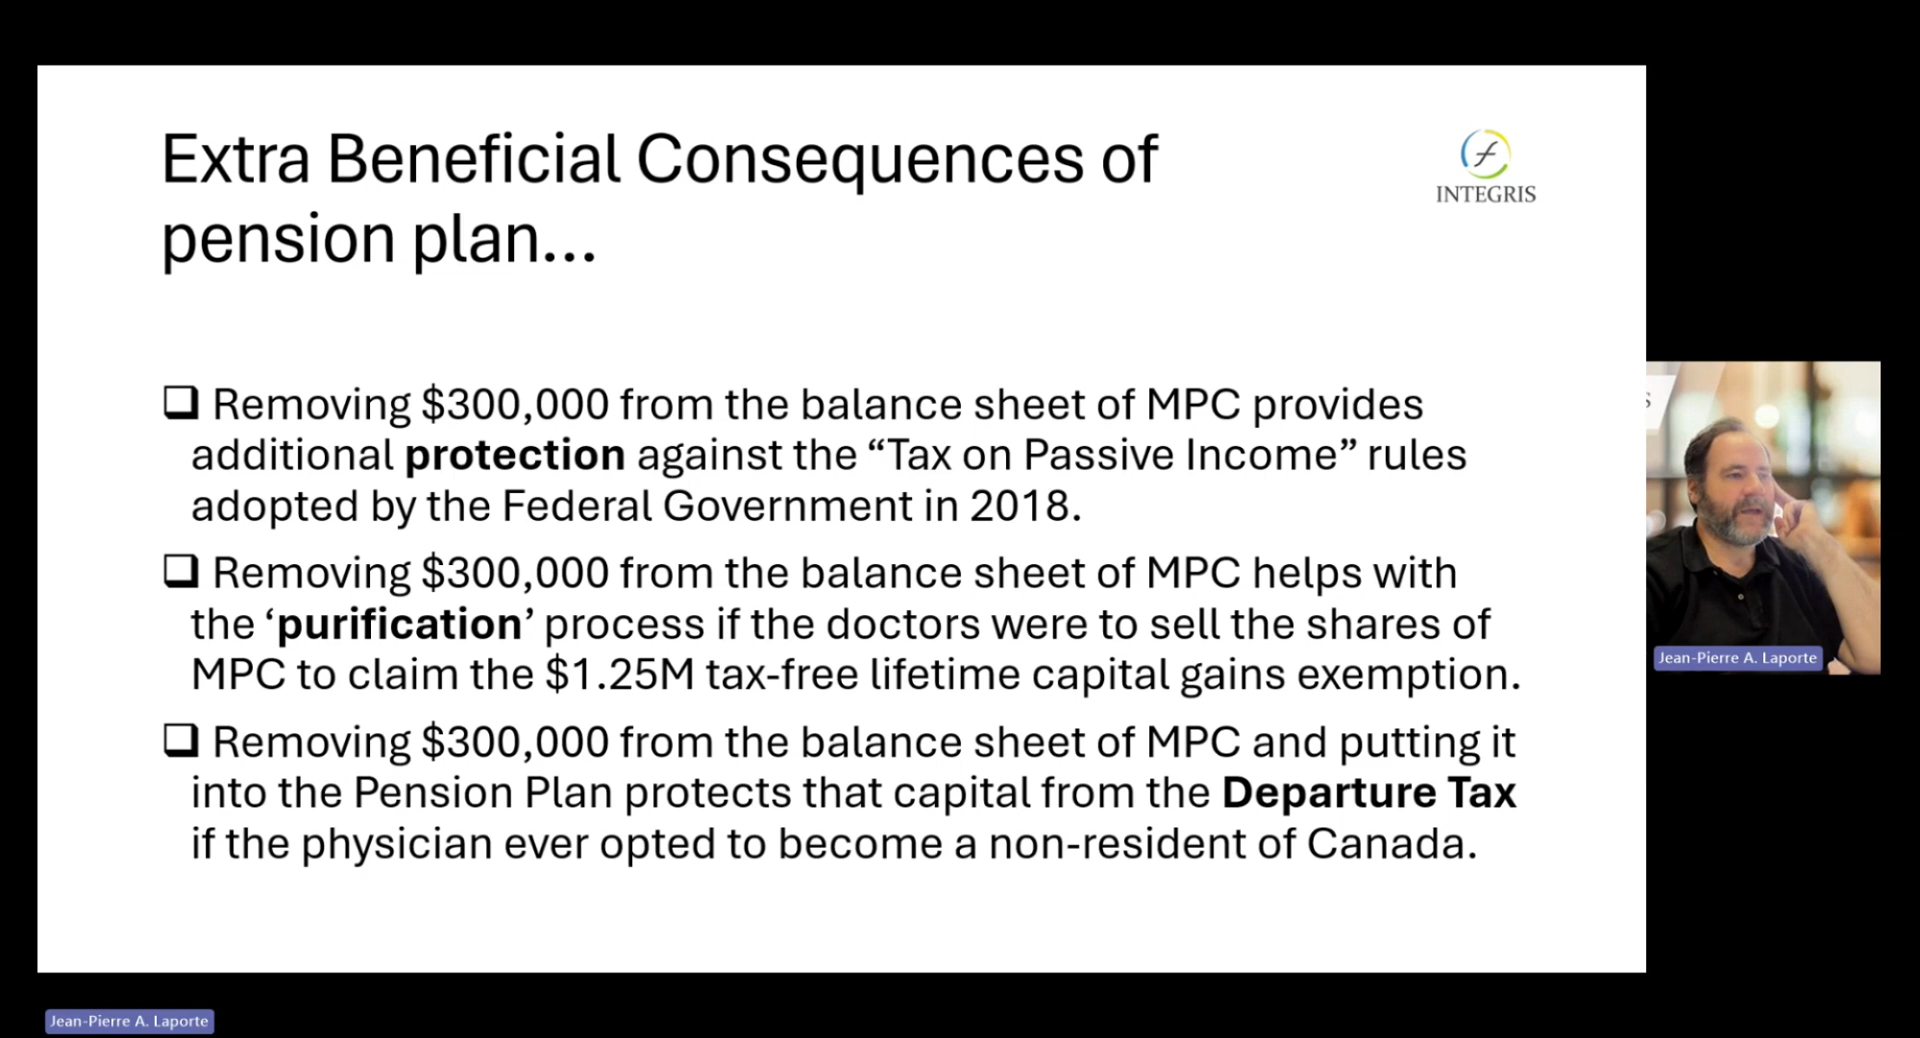 Extra Beneficial Consequences of
pension plan...
INTEGRIS
Removing $300,000 from the balance sheet of MPC provides
additional protection against the “Tax on Passive Income” rules
adopted by the Federal Government in 2018.
Removing $300,000 from the balance sheet of MPC helps with
the ‘purification’ process if the doctors were to sell the shares of
MPC to claim the $1.25M tax-free lifetime capital gains exemption.
Removing $300,000 from the balance sheet of MPC and putting it
into the Pension Plan protects that capital from the Departure Tax
if the physician ever opted to become a non-resident of Canada.
Jean-Pierre A. Laporte
Jean-Pierre A. Laporte